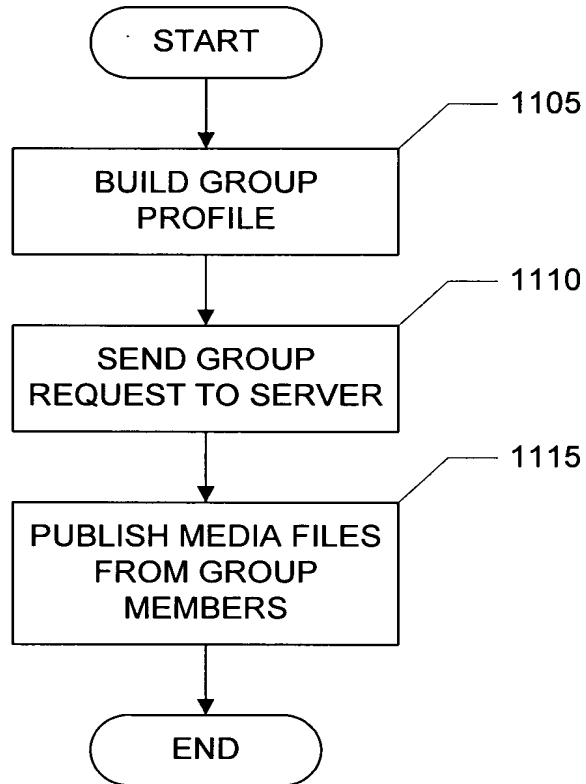 START
1105
BUILD GROUP
PROFILE
1110
SEND GROUP
REQUEST TO SERVER
1115
PUBLISH MEDIA FILES
FROM GROUP
MEMBERS
END